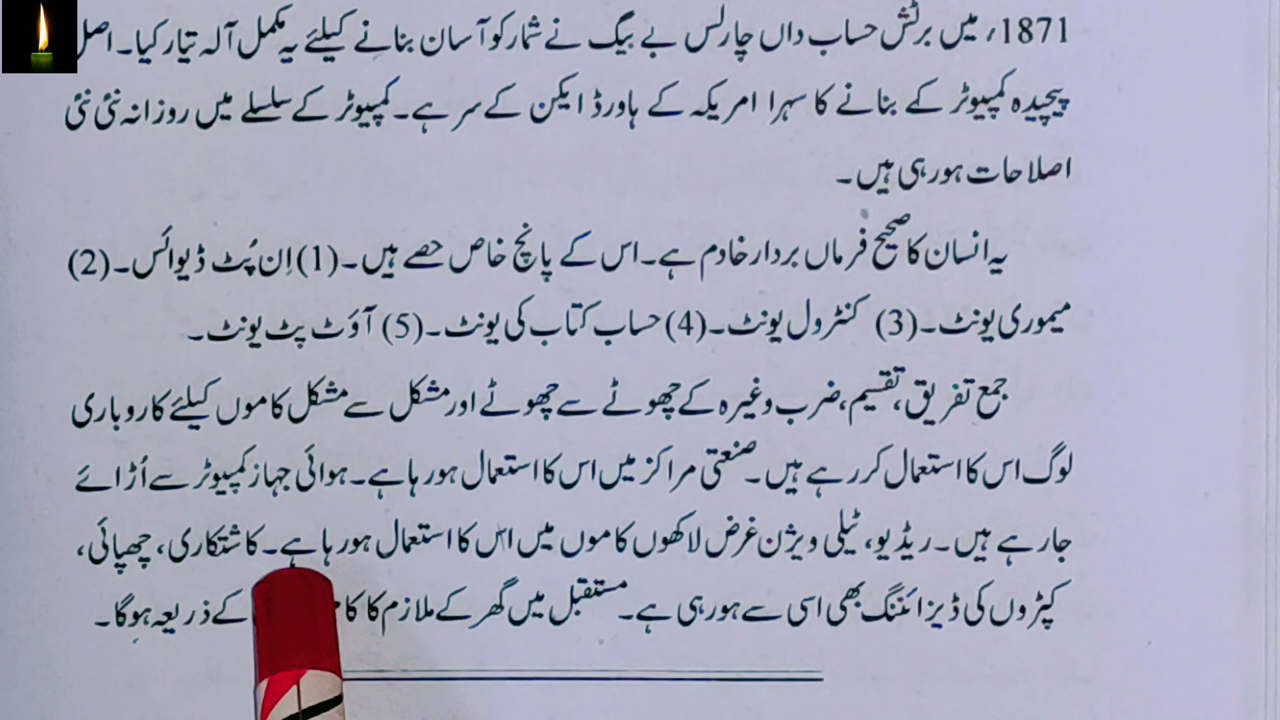 1871ء میں برٹش حساب داں چارلس بے بیگ نے شمار کو آسان بنانے کیلئے یہ مکمل آلہ تیار کیا۔ اصل
پیچیدہ کمپیوٹر کے بنانے کا سہرا امریکہ کے ہاورڈ ایکن کے سر ہے۔ کمپیوٹر کے سلسلے میں روزانہ نئی نئی
اصلاحات ہو رہی ہیں۔
یہ انسان کا صحیح فرماں بردار خادم ہے۔ اس کے پانچ خاص حصے ہیں۔ (1) اِن پُٹ ڈیوائس۔ (2)
میموری یونٹ۔ (3) کنٹرول یونٹ۔ (4) حساب کتاب کی یونٹ۔ (5) آؤٹ پٹ یونٹ۔
جمع تفریق، تقسیم، ضرب وغیرہ کے چھوٹے سے چھوٹے اور مشکل سے مشکل کاموں کیلئے کاروباری
لوگ اس کا استعمال کر رہے ہیں۔ صنعتی مراکز میں اس کا استعمال ہو رہا ہے۔ ہوائی جہاز کمپیوٹر سے اُڑائے
جا رہے ہیں۔ ریڈیو، ٹیلی ویژن غرض لاکھوں کاموں میں اس کا استعمال ہو رہا ہے۔ کاشتکاری، چھپائی،
کپڑوں کی ڈیزائننگ بھی اسی سے ہو رہی ہے۔ مستقبل میں گھر کے ملازم کا کے ذریعہ ہوگا۔